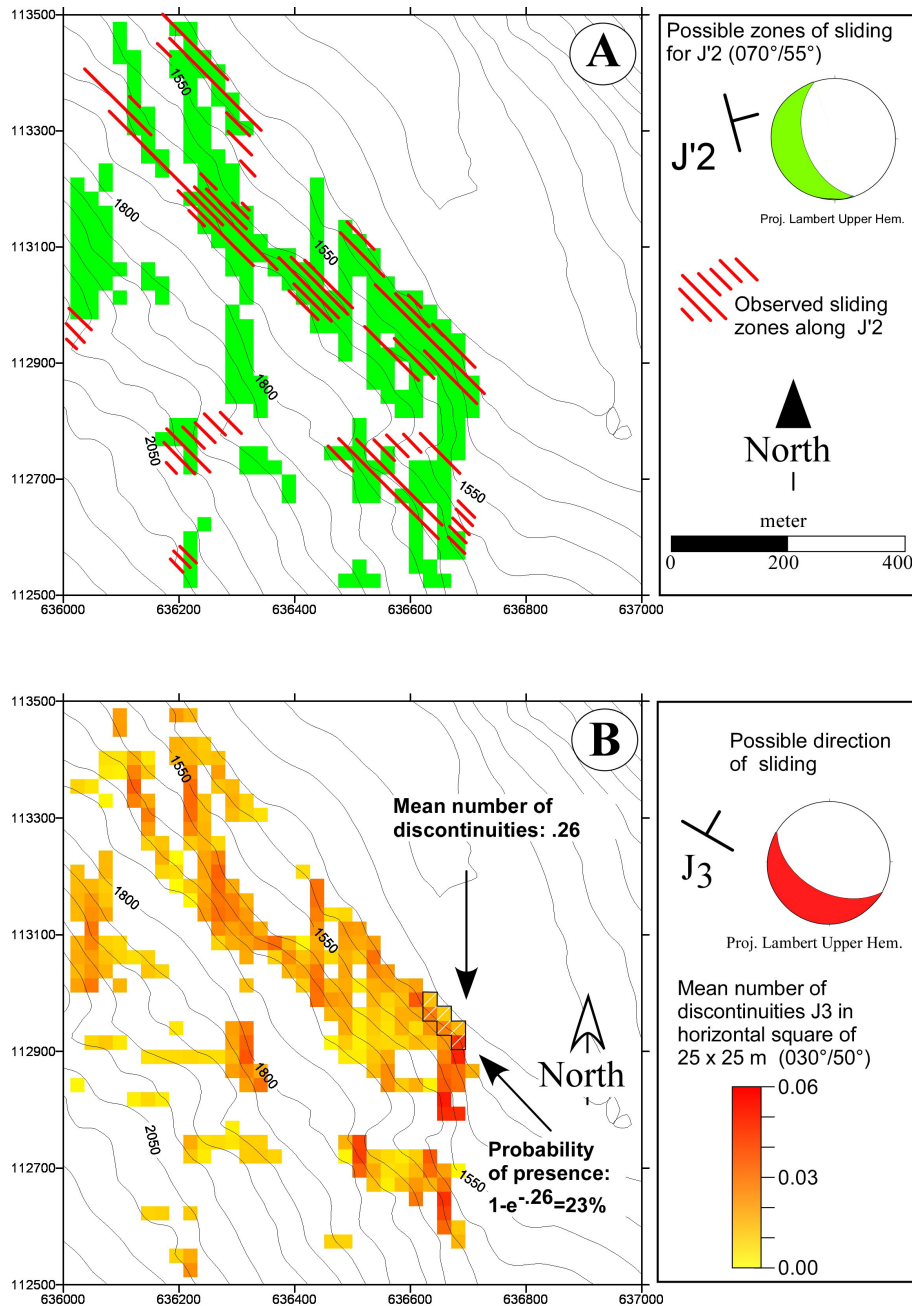 113500
113300
113100
112900
112700
112500
636000
636200
636400
636600
636800
637000
A
1550
1800
1550
1800
2050
1550
Possible zones of sliding
for J'2 (070°/55°)
J'2
Proj. Lambert Upper Hem.
Observed sliding
zones along J'2
North
meter
0
200
400
113500
113300
113100
112900
112700
112500
636000
636200
636400
636600
636800
637000
B
1550
Mean number of
discontinuities: .26
1800
1550
1800
North
2050
Probability
of presence:
1-e-.26=23%
1550
Possible direction
of sliding
J3
Proj. Lambert Upper Hem.
Mean number of
discontinuities J3 in
horizontal square of
25 x 25 m (030°/50°)
0.06
0.03
0.00